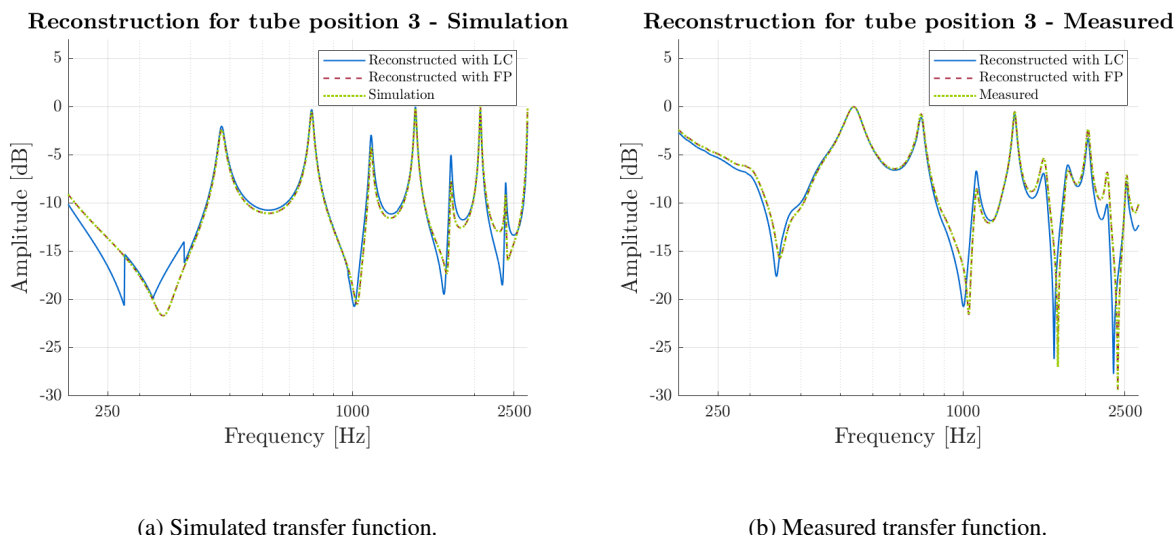 Reconstruction for tube position 3 - Simulation
Amplitude [dB]
5
0
-5
-10
-15
-20
-25
-30
Reconstructed with LC
Reconstructed with FP
Simulation
250
1000
2500
Frequency [Hz]
(a) Simulated transfer function.
Reconstruction for tube position 3 - Measured
Amplitude [dB]
5
0
-5
-10
-15
-20
-25
-30
Reconstructed with LC
Reconstructed with FP
Measured
250
1000
2500
Frequency [Hz]
(b) Measured transfer function.